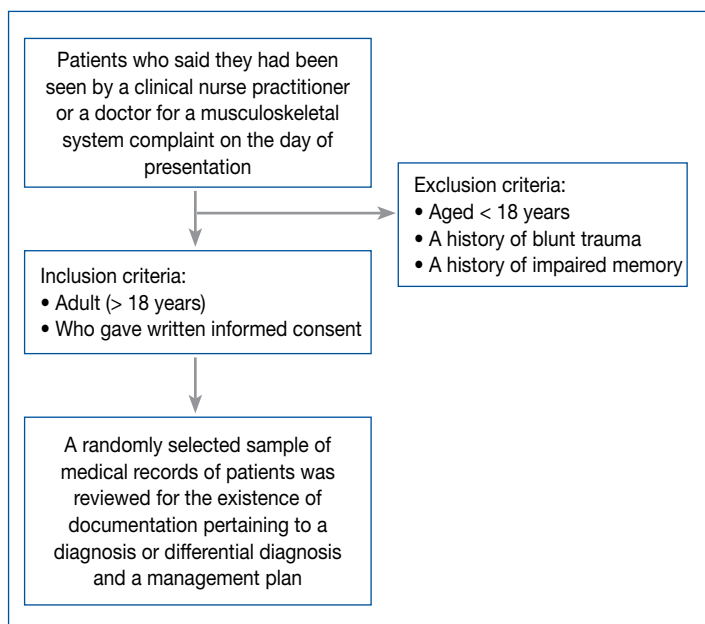 Patients who said they had been
seen by a clinical nurse practitioner
or a doctor for a musculoskeletal
system complaint on the day of
presentation
Exclusion criteria:
• Aged < 18 years
• A history of blunt trauma
• A history of impaired memory
Inclusion criteria:
• Adult (> 18 years)
• Who gave written informed consent
A randomly selected sample of
medical records of patients was
reviewed for the existence of
documentation pertaining to a
diagnosis or differential diagnosis
and a management plan